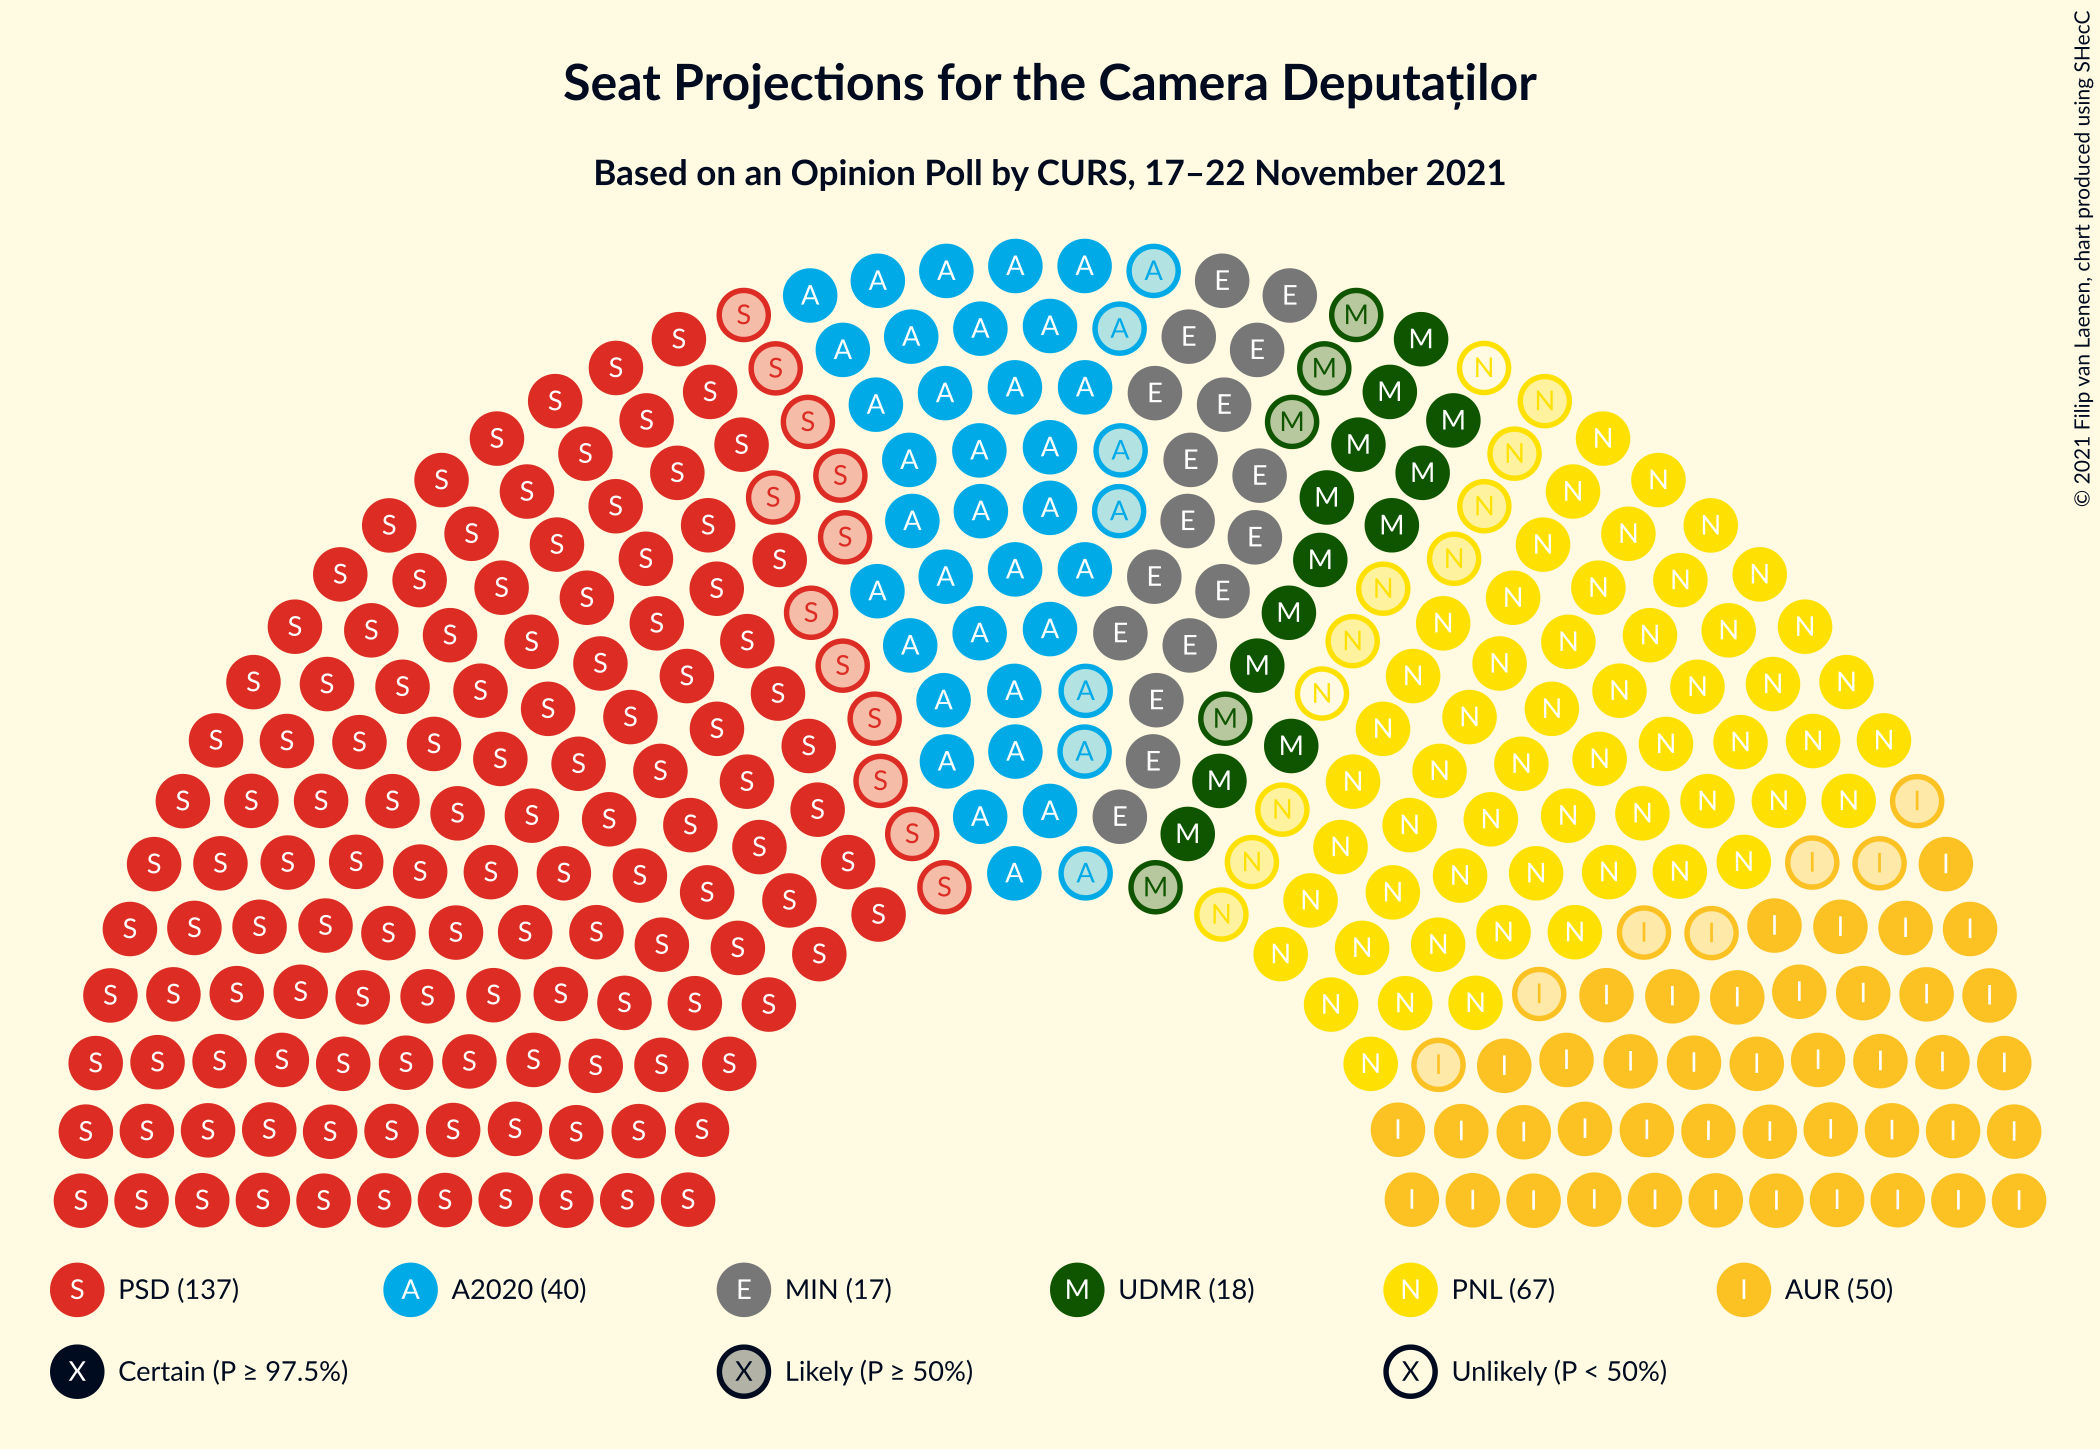 Seat Projections for the Camera Deputaților
Based on an Opinion Poll by CURS, 17–22 November 2021
© 2021 Filip van Laenen, chart produced using SHecC
S PSD (137) A A2020 (40) E MIN (17) M UDMR (18) N PNL (67) I AUR (50)
X Certain (P ≥ 97.5%) X Likely (P ≥ 50%) X Unlikely (P < 50%)